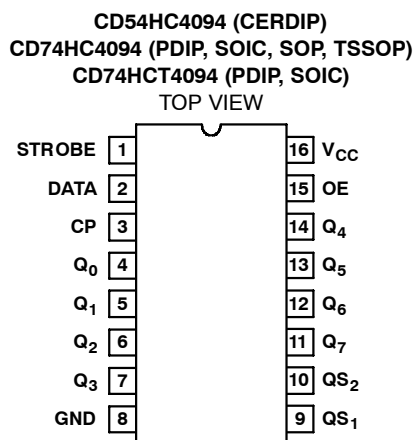 CD54HC4094 (CERDIP)
CD74HC4094 (PDIP, SOIC, SOP, TSSOP)
CD74HCT4094 (PDIP, SOIC)
TOP VIEW
STROBE 1 16 VCC
DATA 2 15 OE
CP 3 14 Q4
Q0 4 13 Q5
Q1 5 12 Q6
Q2 6 11 Q7
Q3 7 10 QS2
GND 8 9 QS1